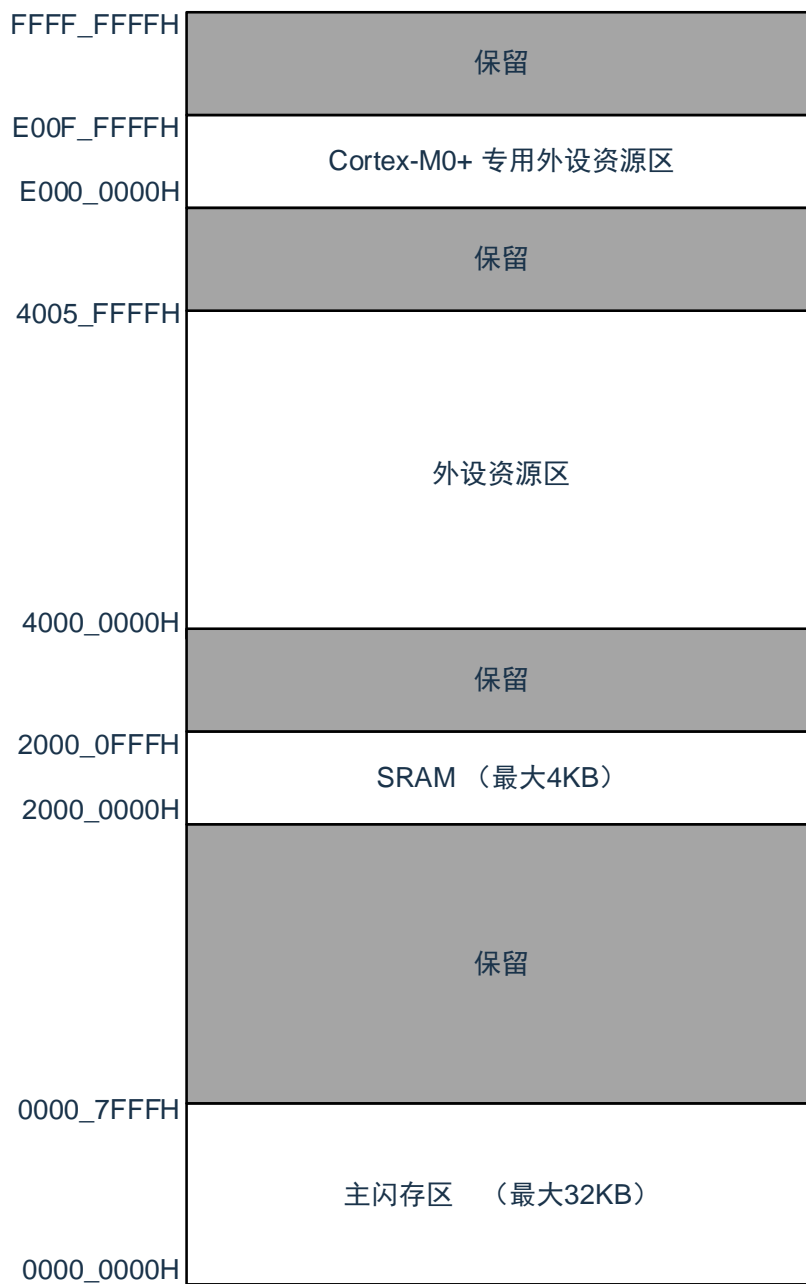 FFFF_FFFFH
保留
E00F_FFFFH
Cortex-M0+ 专用外设资源区
E000_0000H
保留
4005_FFFFH
外设资源区
4000_0000H
保留
2000_0FFFH
SRAM （最大4KB）
2000_0000H
保留
0000_7FFFH
主闪存区 （最大32KB）
0000_0000H